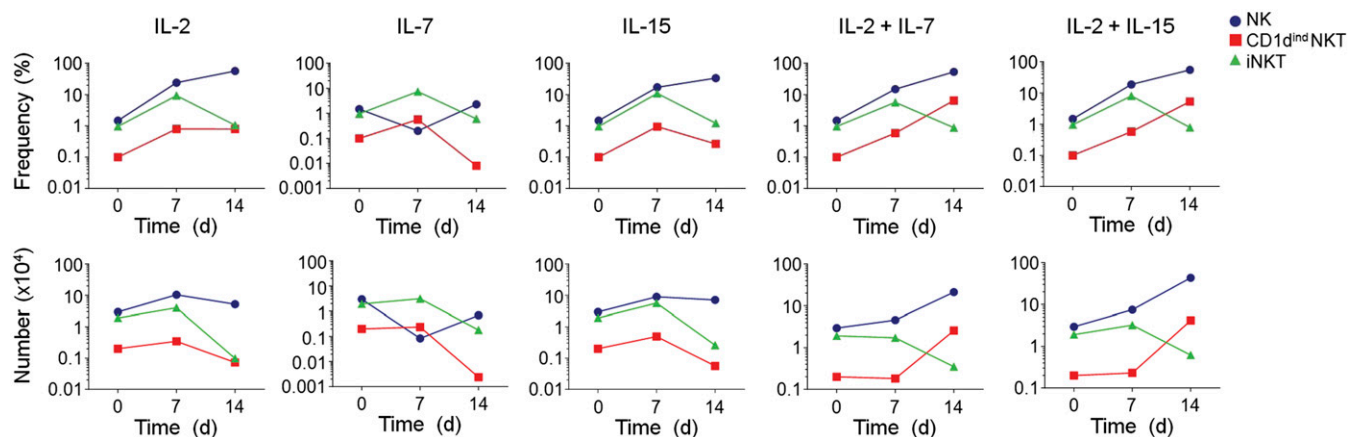 IL-2 IL-7 IL-15 IL-2 + IL-7 IL-2 + IL-15
NK
CD1d^ind NKT
iNKT
Frequency (%)
100 10 1 0.1 0.01
100 10 1 0.1 0.01 0.001
100 10 1 0.1 0.01
100 10 1 0.1 0.01
100 10 1 0.1 0.01
0 7 14 0 7 14 0 7 14 0 7 14 0 7 14
Time (d) Time (d) Time (d) Time (d) Time (d)
Number (x10⁴)
100 10 1 0.1 0.01
100 10 1 0.1 0.01 0.001
100 10 1 0.1 0.01
100 10 1 0.1
100 10 1 0.1
0 7 14 0 7 14 0 7 14 0 7 14 0 7 14
Time (d) Time (d) Time (d) Time (d) Time (d)